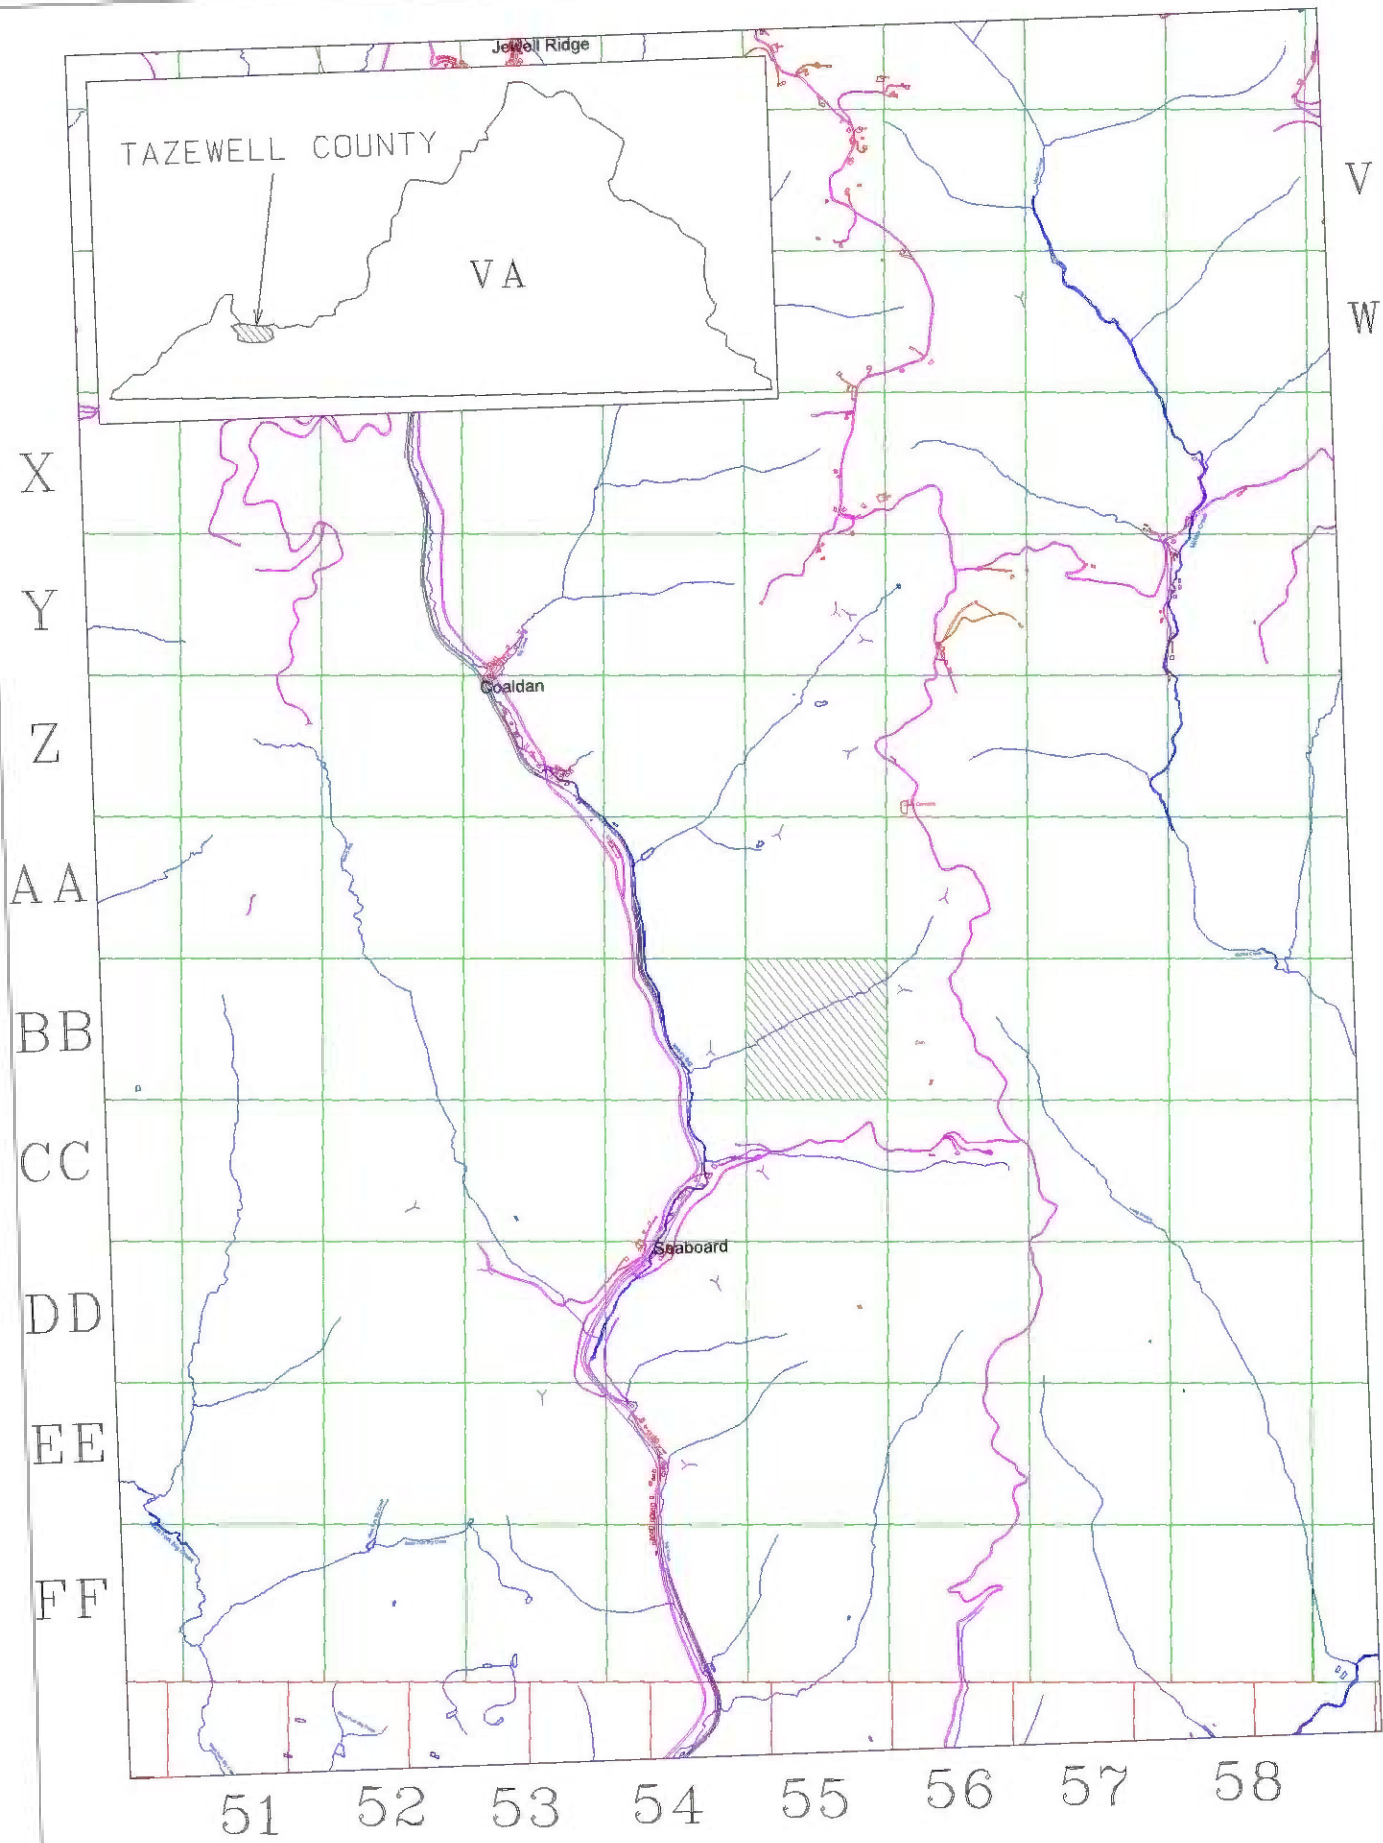 Jewell Ridge
TAZEWELL COUNTY
VA
V
W
X
Y
Coaldan
Z
AA
BB
CC
Seaboard
DD
EE
FF
51 52 53 54 55 56 57 58